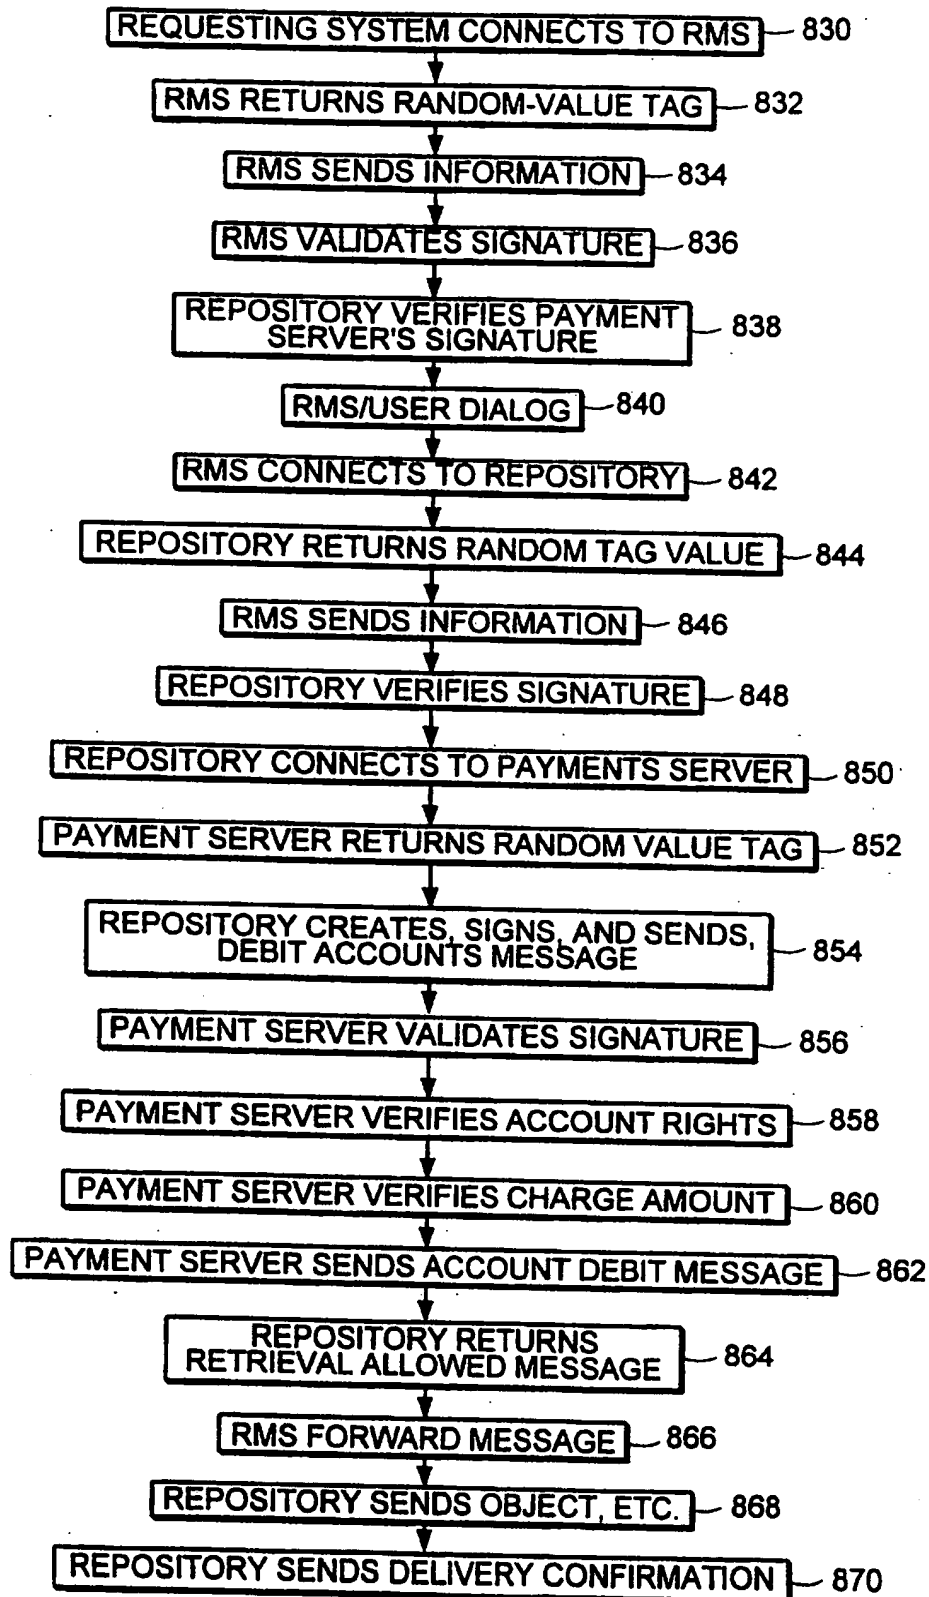 REQUESTING SYSTEM CONNECTS TO RMS 830
RMS RETURNS RANDOM-VALUE TAG 832
RMS SENDS INFORMATION 834
RMS VALIDATES SIGNATURE 836
REPOSITORY VERIFIES PAYMENT
SERVER'S SIGNATURE 838
RMS/USER DIALOG 840
RMS CONNECTS TO REPOSITORY 842
REPOSITORY RETURNS RANDOM TAG VALUE 844
RMS SENDS INFORMATION 846
REPOSITORY VERIFIES SIGNATURE 848
REPOSITORY CONNECTS TO PAYMENTS SERVER 850
PAYMENT SERVER RETURNS RANDOM VALUE TAG 852
REPOSITORY CREATES, SIGNS, AND SENDS,
DEBIT ACCOUNTS MESSAGE 854
PAYMENT SERVER VALIDATES SIGNATURE 856
PAYMENT SERVER VERIFIES ACCOUNT RIGHTS 858
PAYMENT SERVER VERIFIES CHARGE AMOUNT 860
PAYMENT SERVER SENDS ACCOUNT DEBIT MESSAGE 862
REPOSITORY RETURNS
RETRIEVAL ALLOWED MESSAGE 864
RMS FORWARD MESSAGE 866
REPOSITORY SENDS OBJECT, ETC. 868
REPOSITORY SENDS DELIVERY CONFIRMATION 870